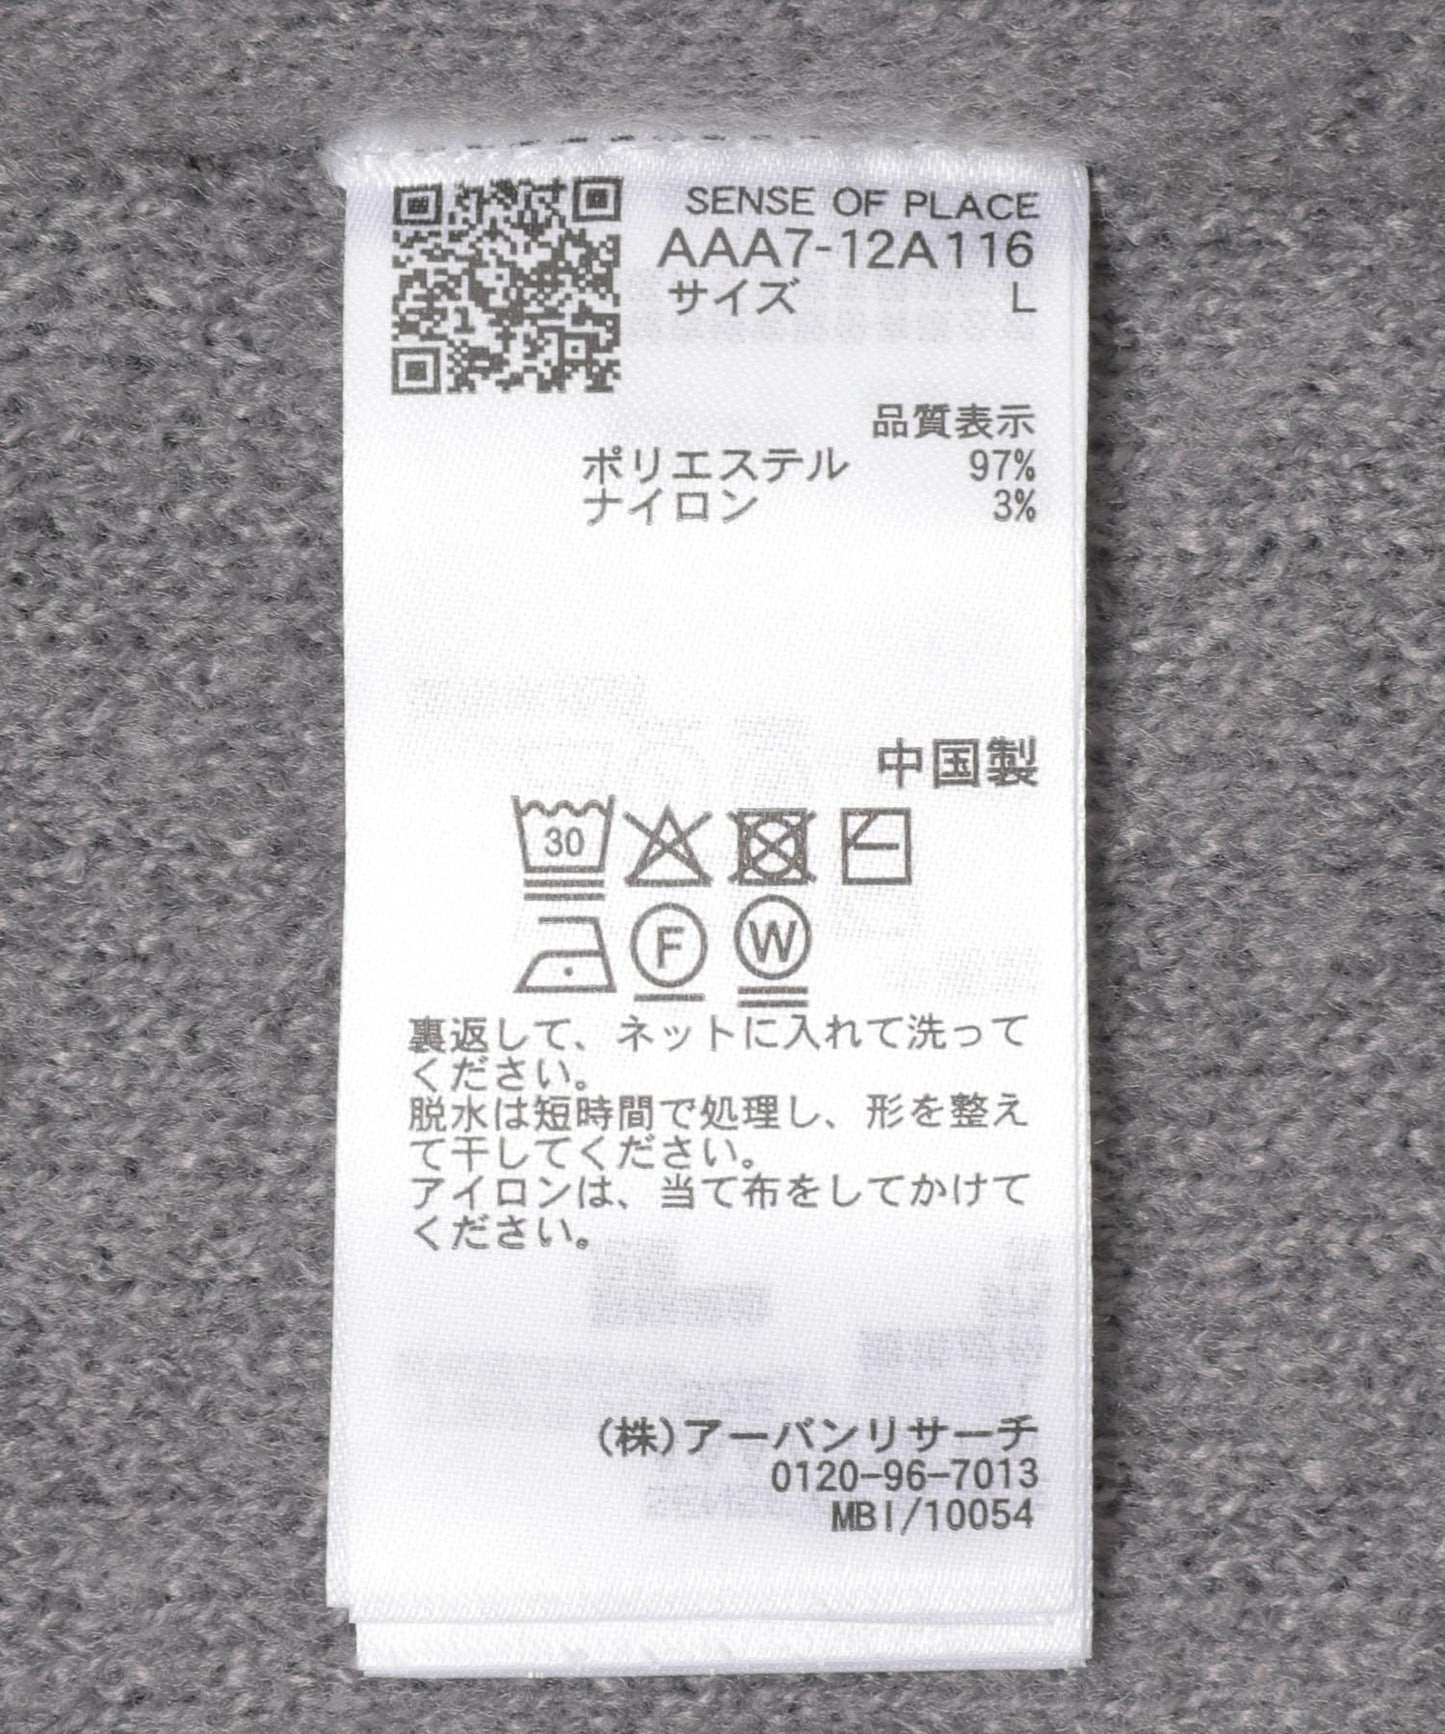 SENSE OF PLACE
AAA7-12A116
サイズ L
品質表示
ポリエステル 97%
ナイロン 3%
中国製
30
F W
裏返して、ネットに入れて洗って
ください。
脱水は短時間で処理し、形を整え
て干してください。
アイロンは、当て布をしてかけて
ください。
(株)アーバンリサーチ
0120-96-7013
MBI/10054